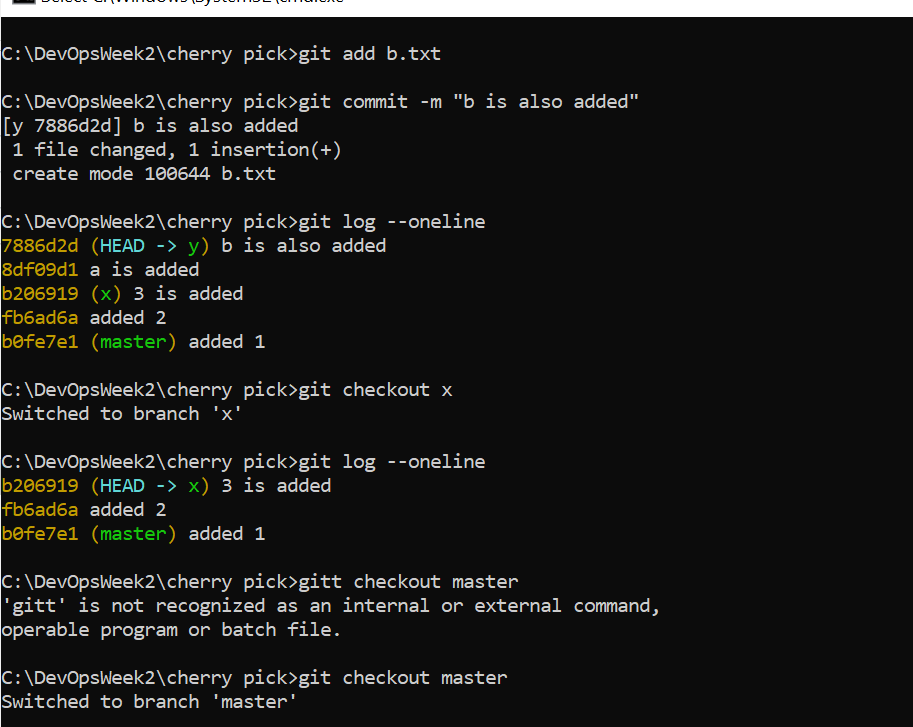 C:\DevOpsWeek2\cherry pick>git add b.txt
C:\DevOpsWeek2\cherry pick>git commit -m "b is also added"
[y 7886d2d] b is also added
1 file changed, 1 insertion(+)
create mode 100644 b.txt
C:\DevOpsWeek2\cherry pick>git log --oneline
7886d2d (HEAD -> y) b is also added
8df09d1 a is added
b206919 (x) 3 is added
fb6ad6a added 2
b0fe7e1 (master) added 1
C:\DevOpsWeek2\cherry pick>git checkout x
Switched to branch 'x'
C:\DevOpsWeek2\cherry pick>git log --oneline
b206919 (HEAD -> x) 3 is added
fb6ad6a added 2
b0fe7e1 (master) added 1
C:\DevOpsWeek2\cherry pick>gitt checkout master
'gitt' is not recognized as an internal or external command,
operable program or batch file.
C:\DevOpsWeek2\cherry pick>git checkout master
Switched to branch 'master'